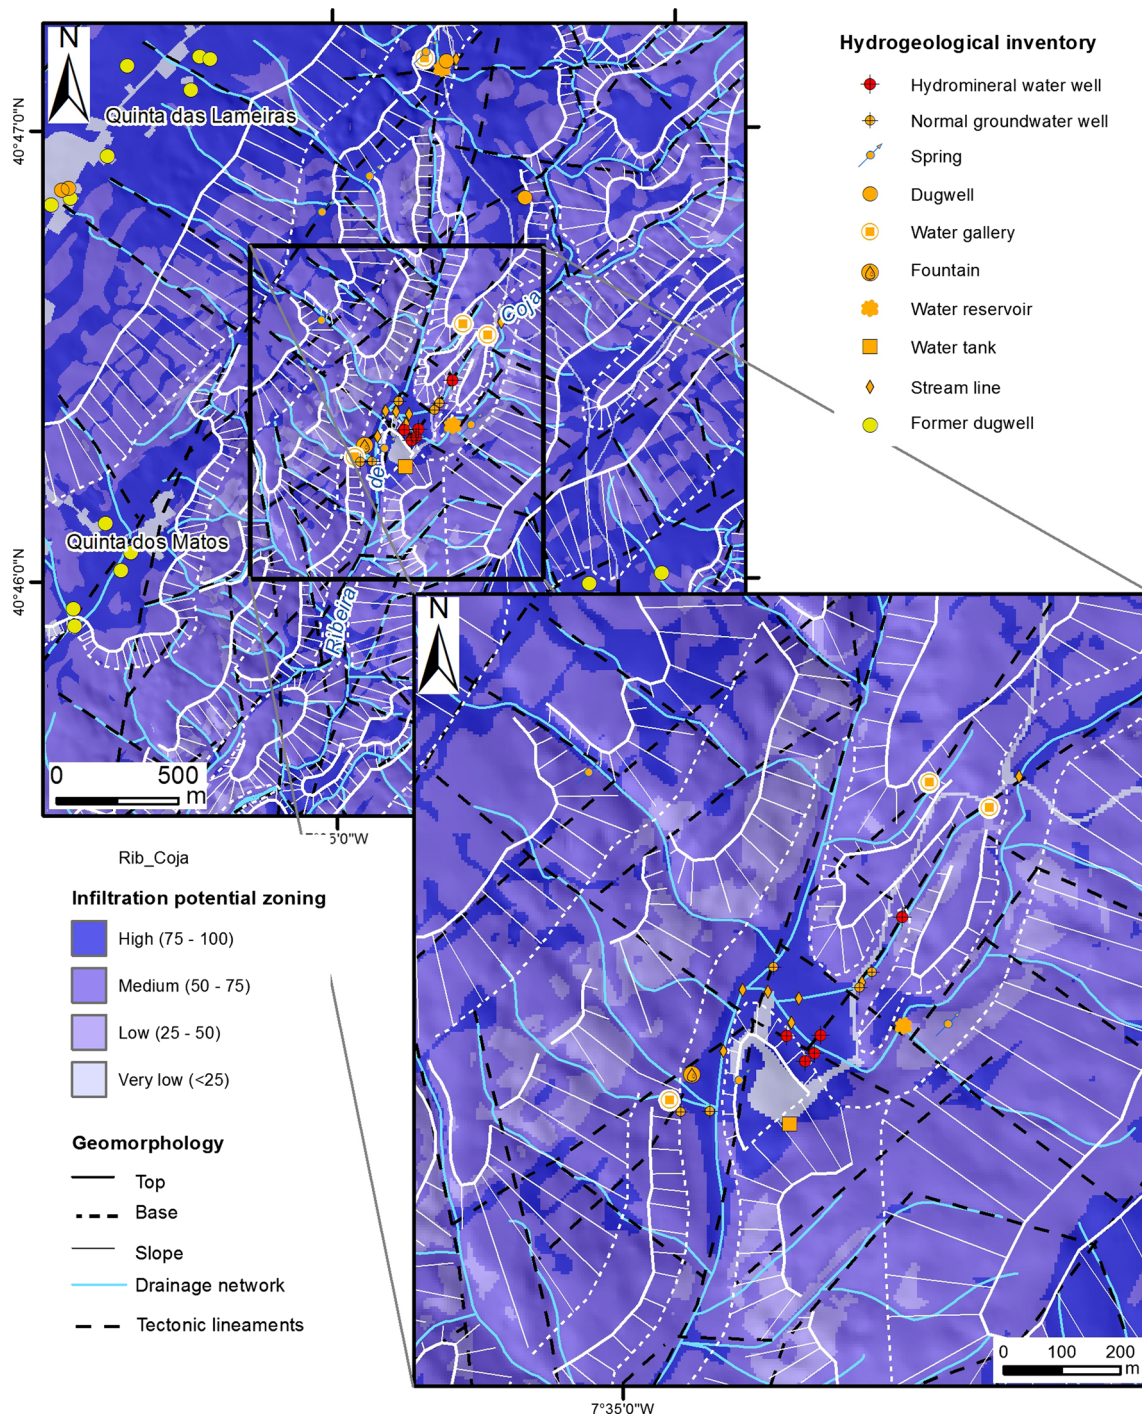 N
40°47'0"N
Quinta das Lameiras
Coja
de
Quinta dos Matos
40°46'0"N
Ribeira
0 500
m
5'0"W
Hydrogeological inventory
Hydromineral water well
Normal groundwater well
Spring
Dugwell
Water gallery
Fountain
Water reservoir
Water tank
Stream line
Former dugwell
N
0 100 200
m
7°35'0"W
Rib_Coja
Infiltration potential zoning
High (75 - 100)
Medium (50 - 75)
Low (25 - 50)
Very low (<25)
Geomorphology
Top
Base
Slope
Drainage network
Tectonic lineaments